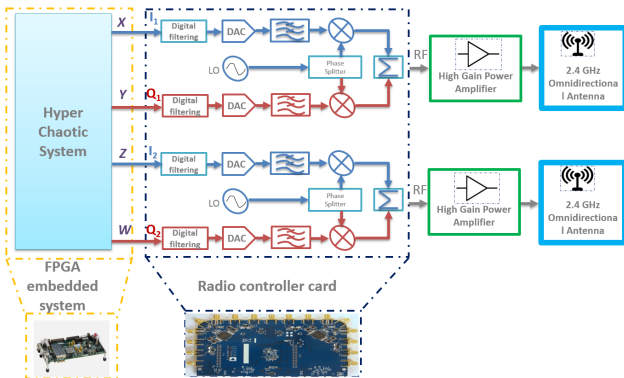 X
I1
Digital
filtering
DAC
LO
Phase
Splitter
Σ
RF
High Gain Power
Amplifier
2.4 GHz
Omnidirectiona
l Antenna
Y
Q1
Digital
filtering
DAC
Hyper
Chaotic
System
Z
I2
Digital
filtering
DAC
LO
Phase
Splitter
Σ
RF
High Gain Power
Amplifier
2.4 GHz
Omnidirectiona
l Antenna
W
Q2
Digital
filtering
DAC
FPGA
embedded
system
Radio controller card